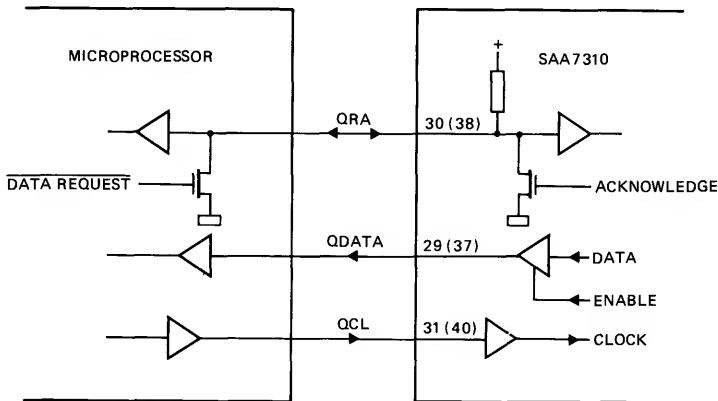 MICROPROCESSOR
SAA7310
+
QRA
30 (38)
DATA REQUEST
ACKNOWLEDGE
QDATA
29 (37)
DATA
ENABLE
QCL
31 (40)
CLOCK